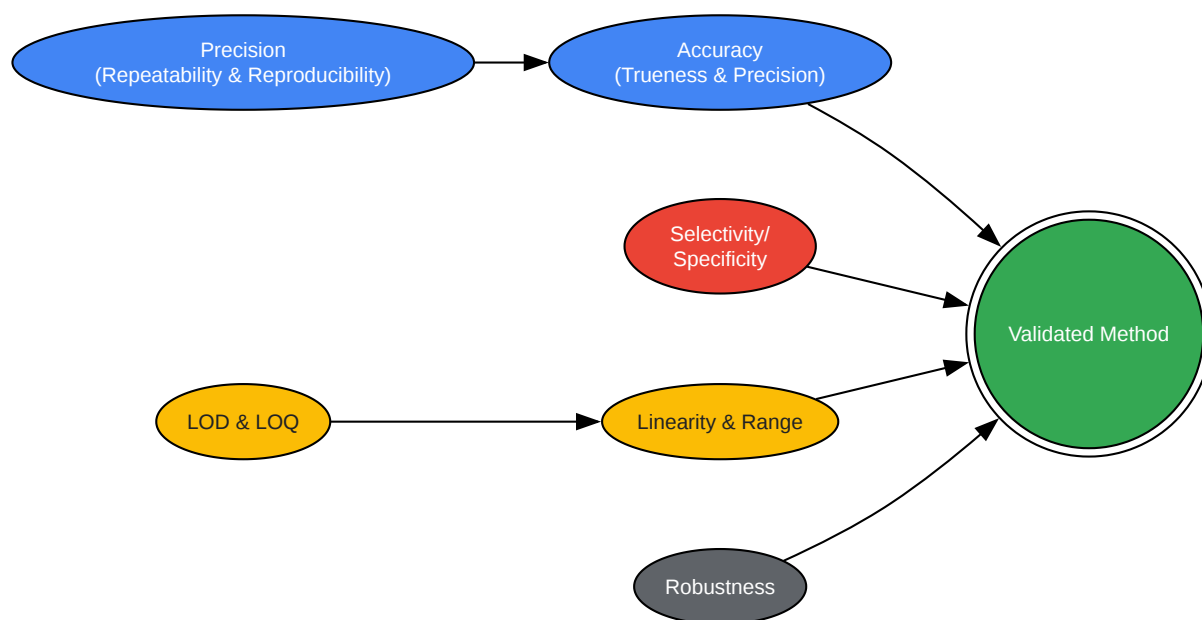 Precision
(Repeatability & Reproducibility)
Accuracy
(Trueness & Precision)
Selectivity/
Specificity
Validated Method
LOD & LOQ
Linearity & Range
Robustness